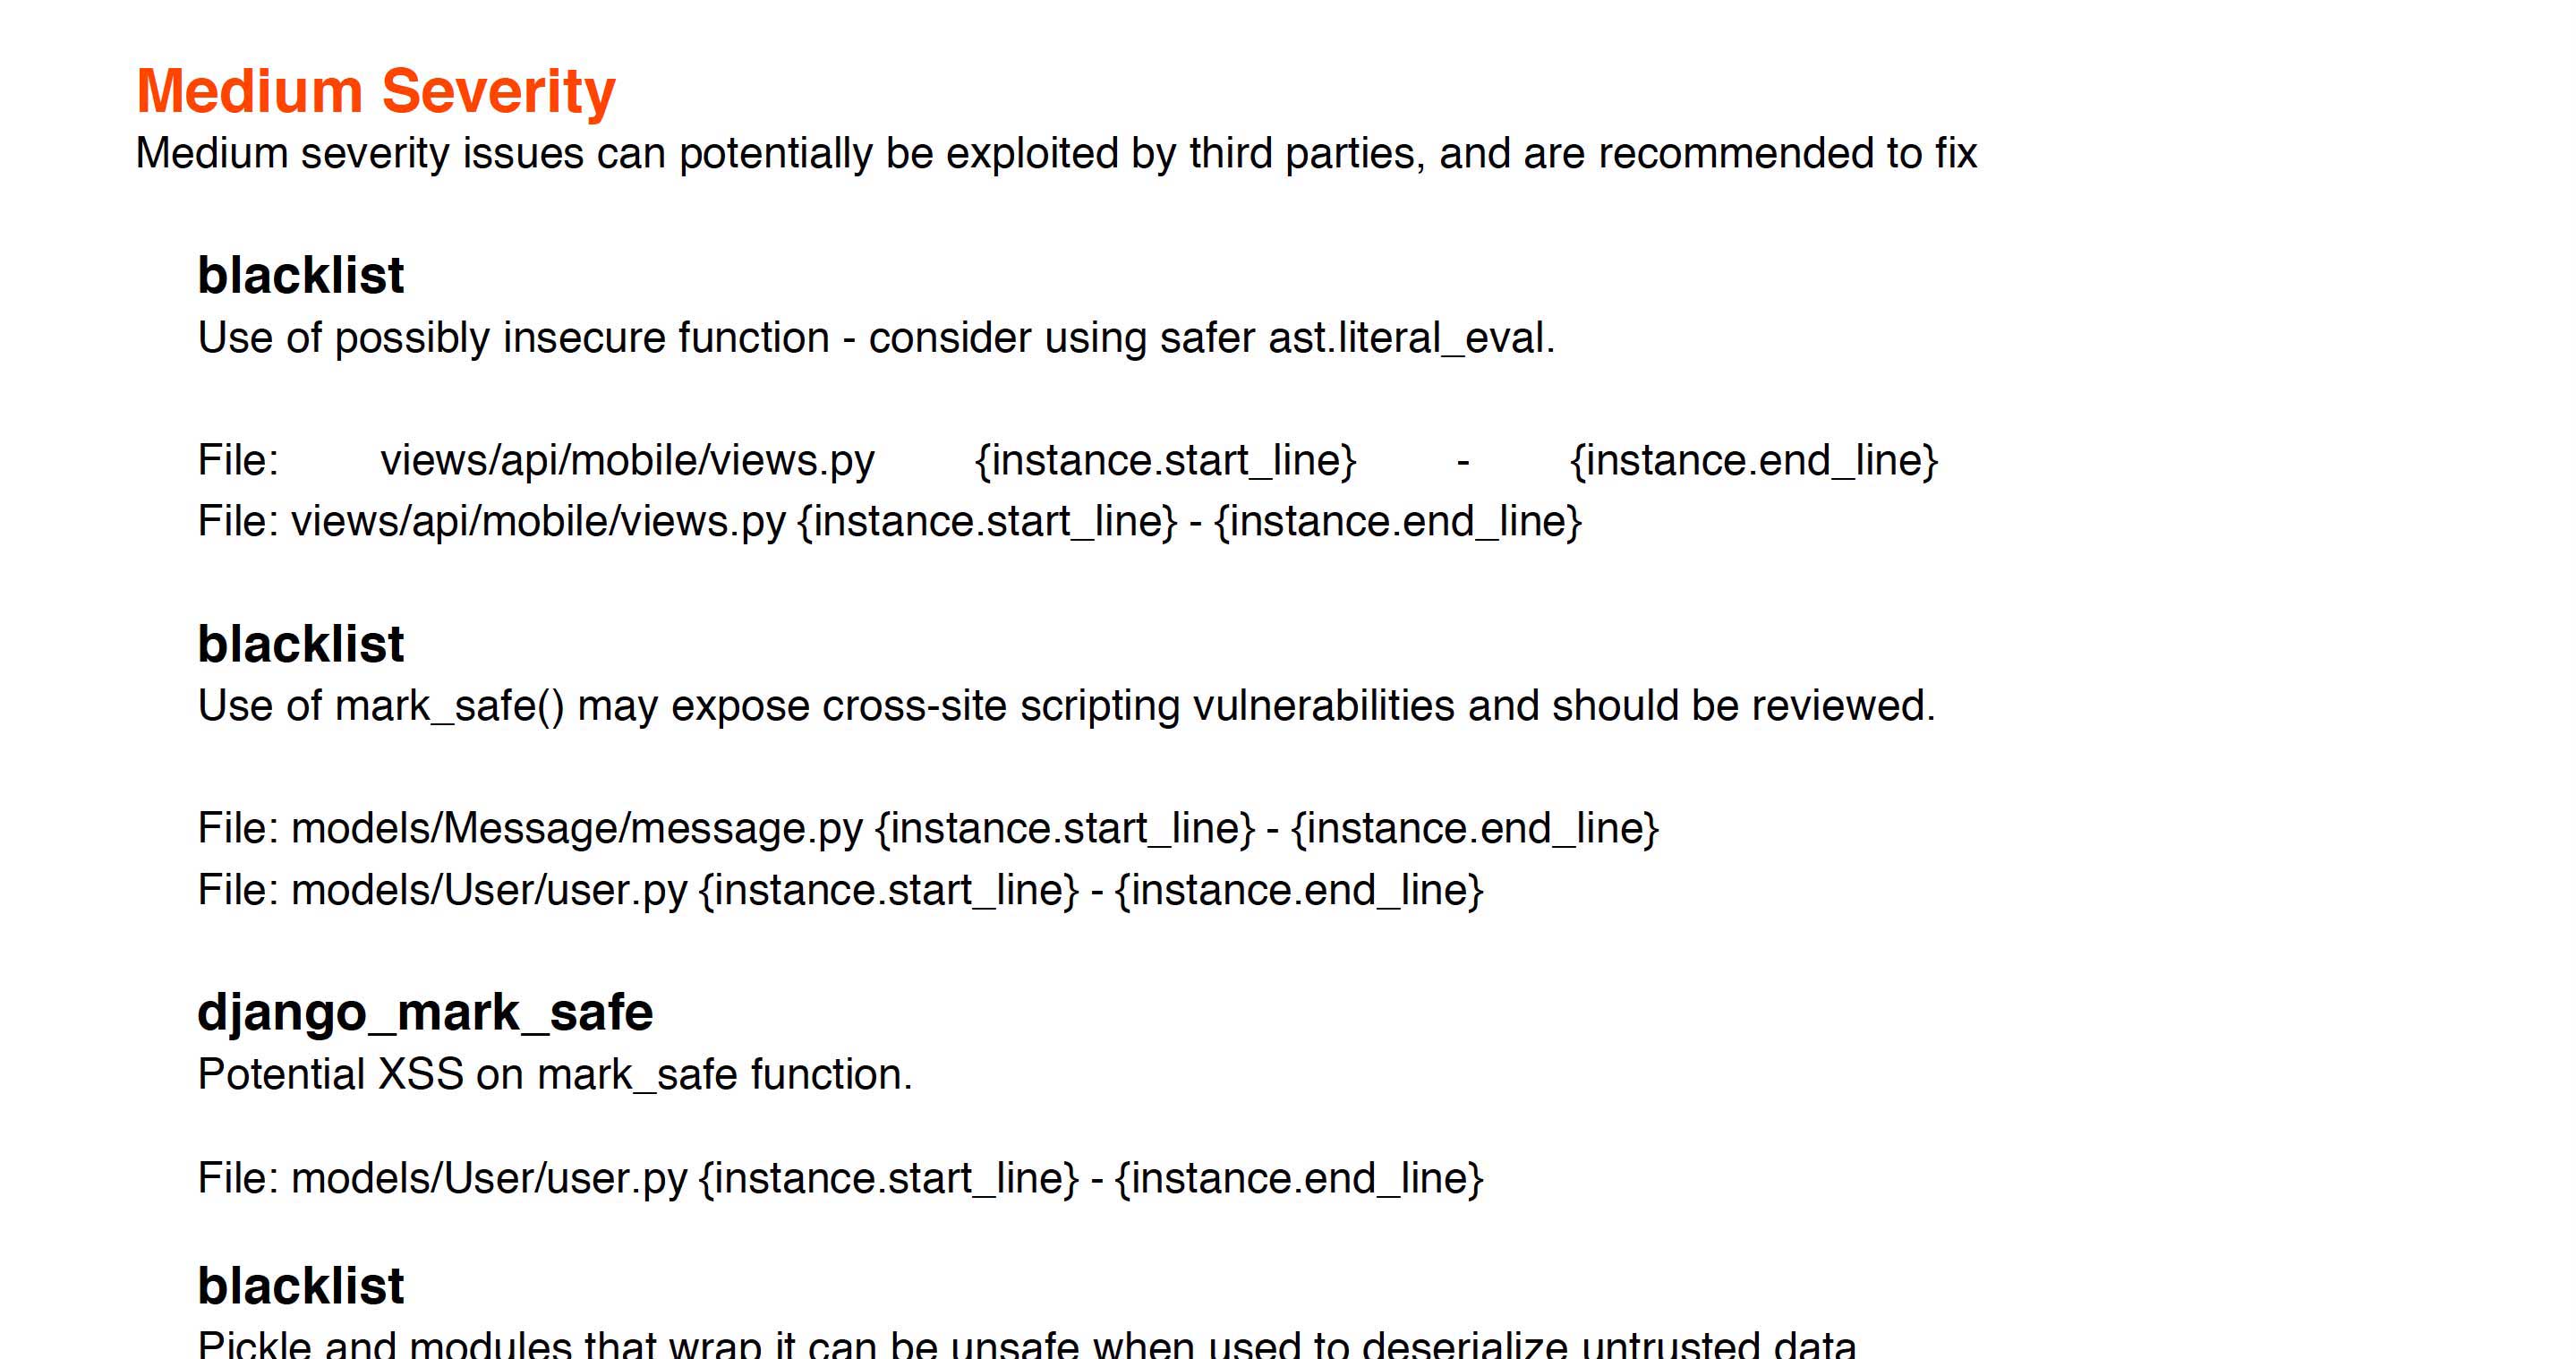 Medium Severity
Medium severity issues can potentially be exploited by third parties, and are recommended to fix
blacklist
Use of possibly insecure function - consider using safer ast.literal_eval.
File: views/api/mobile/views.py {instance.start_line} - {instance.end_line}
File: views/api/mobile/views.py {instance.start_line} - {instance.end_line}
blacklist
Use of mark_safe() may expose cross-site scripting vulnerabilities and should be reviewed.
File: models/Message/message.py {instance.start_line} - {instance.end_line}
File: models/User/user.py {instance.start_line} - {instance.end_line}
django_mark_safe
Potential XSS on mark_safe function.
File: models/User/user.py {instance.start_line} - {instance.end_line}
blacklist
Pickle and modules that wrap it can be unsafe when used to deserialize untrusted data